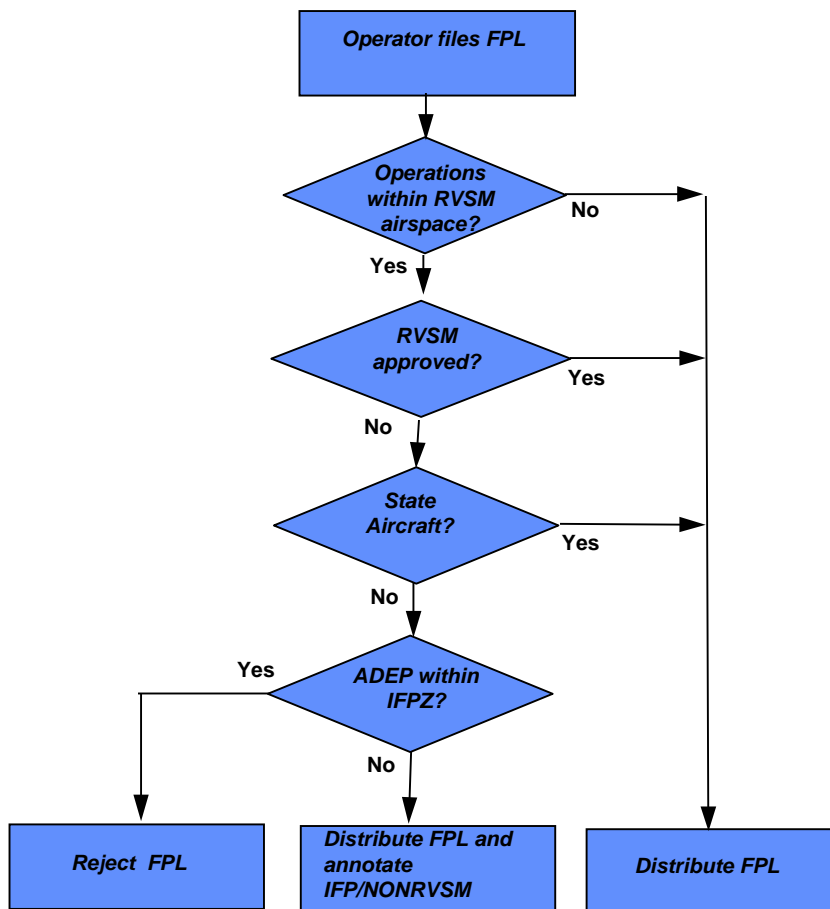 Operator files FPL
Operations
within RVSM
airspace?
No
Yes
RVSM
approved?
Yes
No
State
Aircraft?
Yes
No
Yes
ADEP within
IFPZ?
No
Reject FPL
Distribute FPL and
annotate
IFP/NONRVSM
Distribute FPL